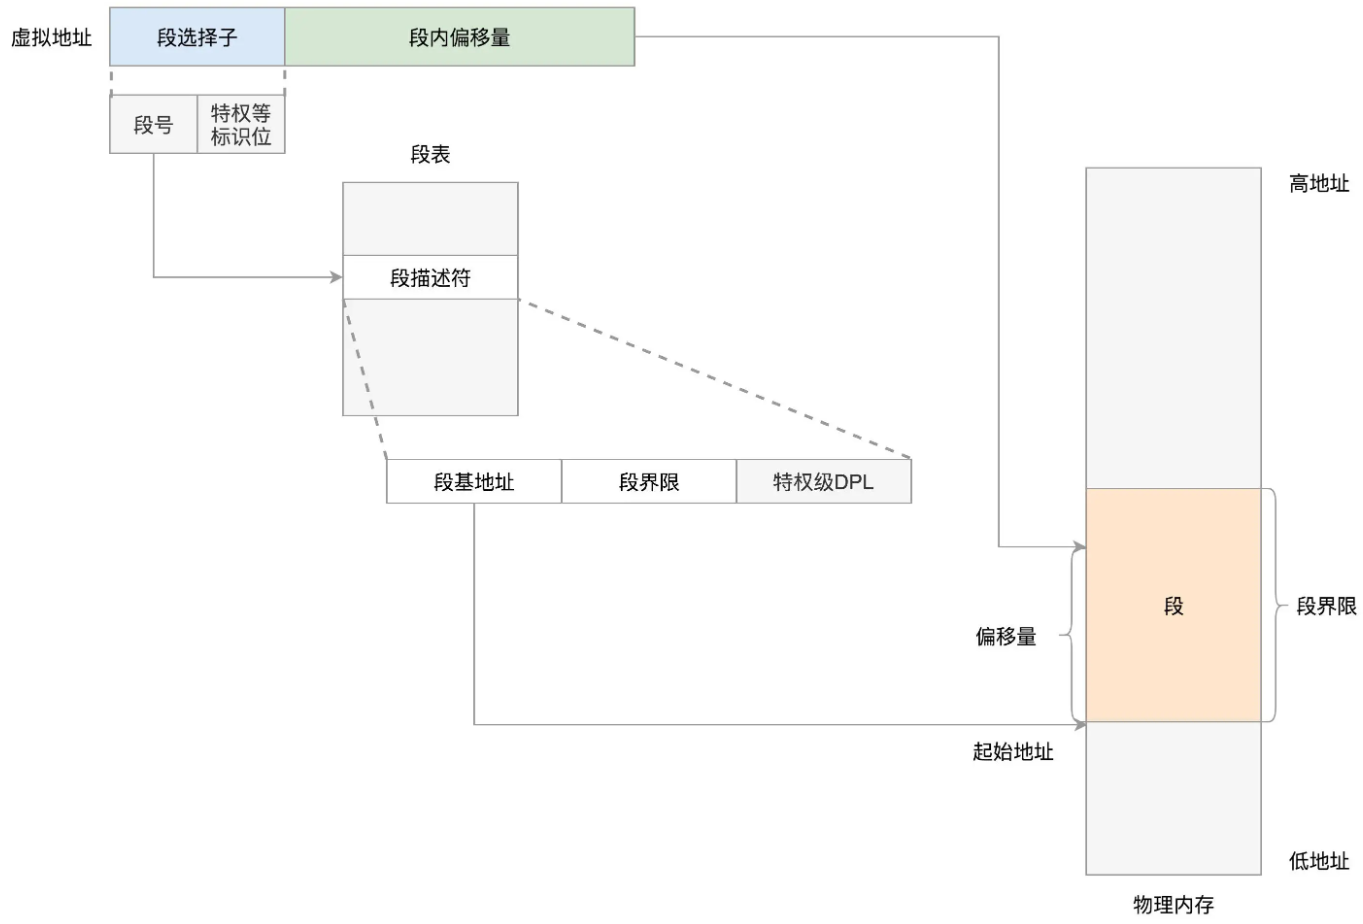 虚拟地址
段选择子
段内偏移量
段号
特权等
标识位
段表
高地址
段描述符
段基地址
段界限
特权级DPL
段
段界限
偏移量
起始地址
低地址
物理内存